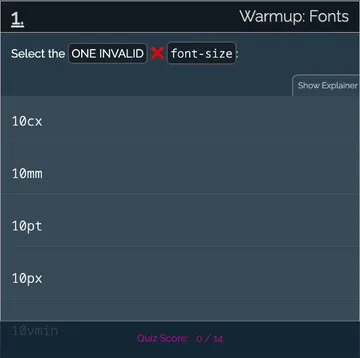 1.
Warmup: Fonts
Select the ONE INVALID ❌ font-size:
Show Explainer
10cx
10mm
10pt
10px
10vmin
Quiz Score: 0 / 14